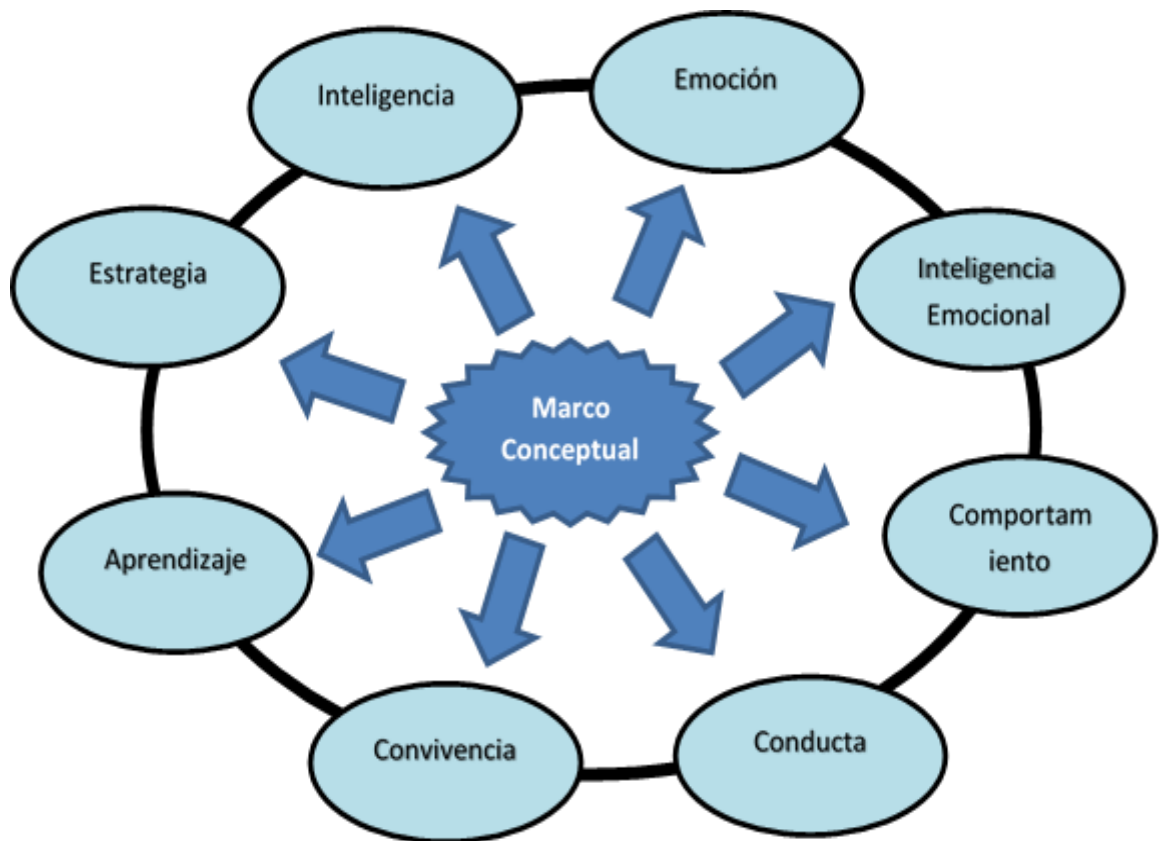 Emoción
Inteligencia
Inteligencia
Emocional
Estrategia
Marco
Conceptual
Comportam
iento
Aprendizaje
Conducta
Convivencia